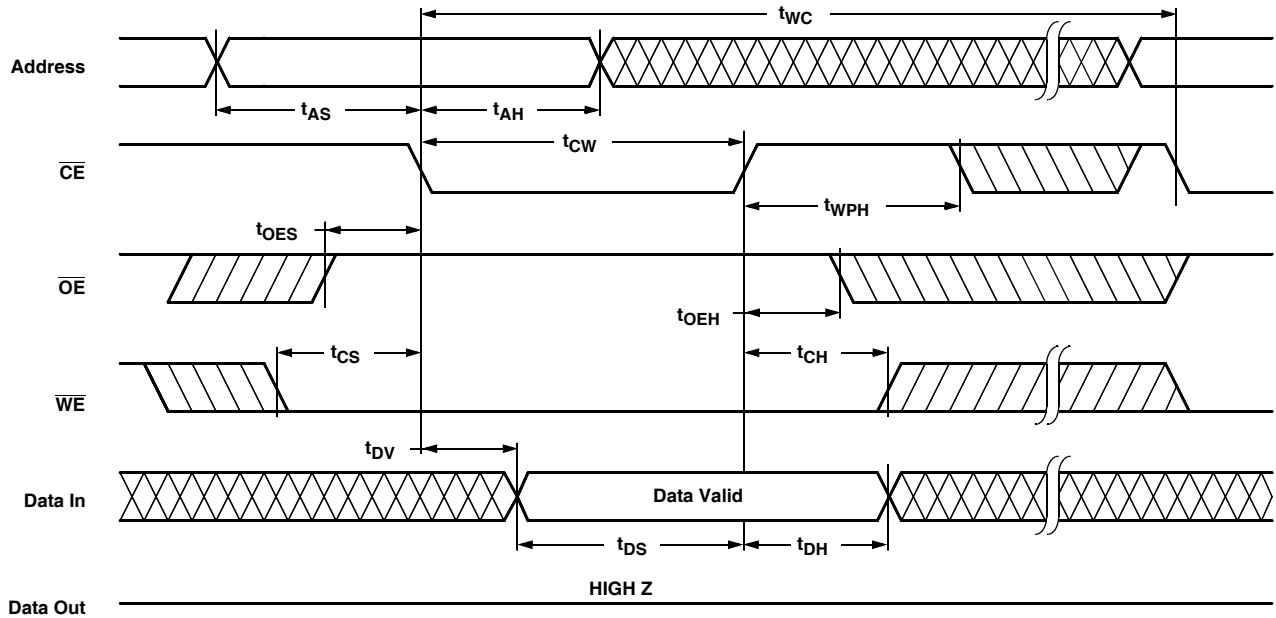 tWC
Address
tAS
tAH
tCW
CE
tWPH
tOES
OE
tOEH
tCS
tCH
WE
tDV
Data In
Data Valid
tDS
tDH
HIGH Z
Data Out